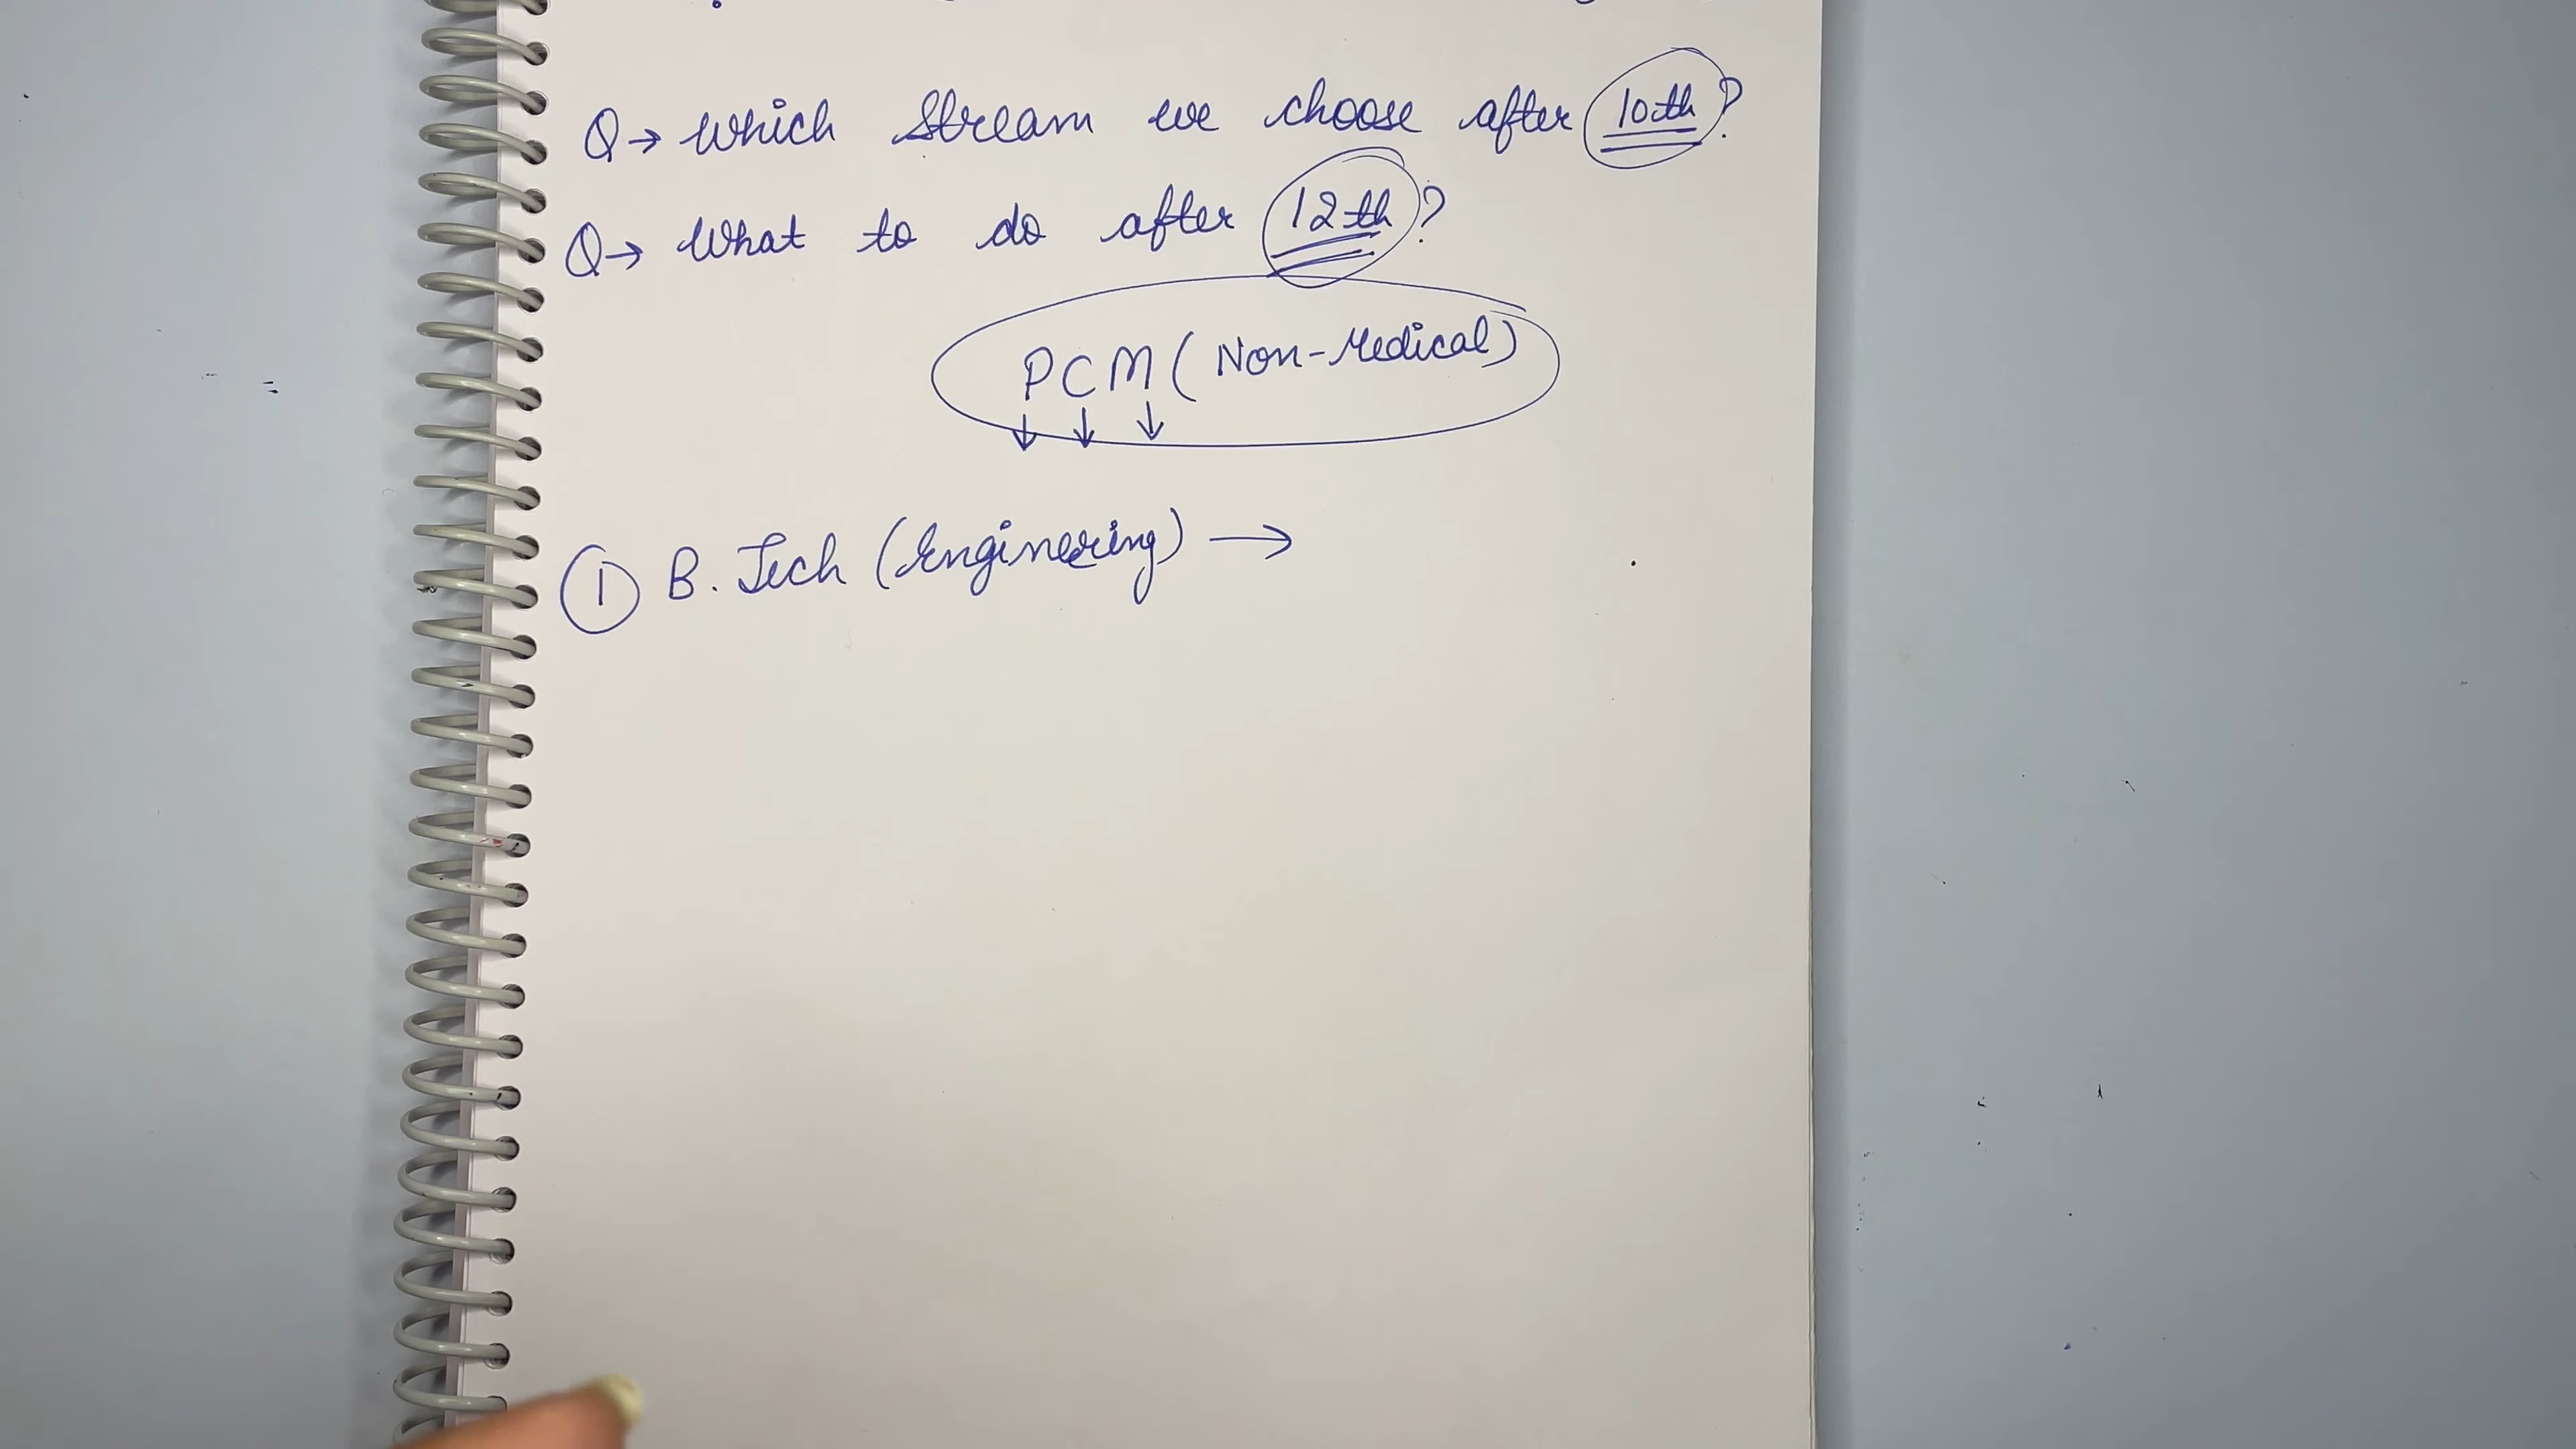 Q→ Which Stream we choose after 10th?
Q→ What to do after 12th?
PCM (Non-Medical)
↓ ↓ ↓
① B. Tech (Engineering) →